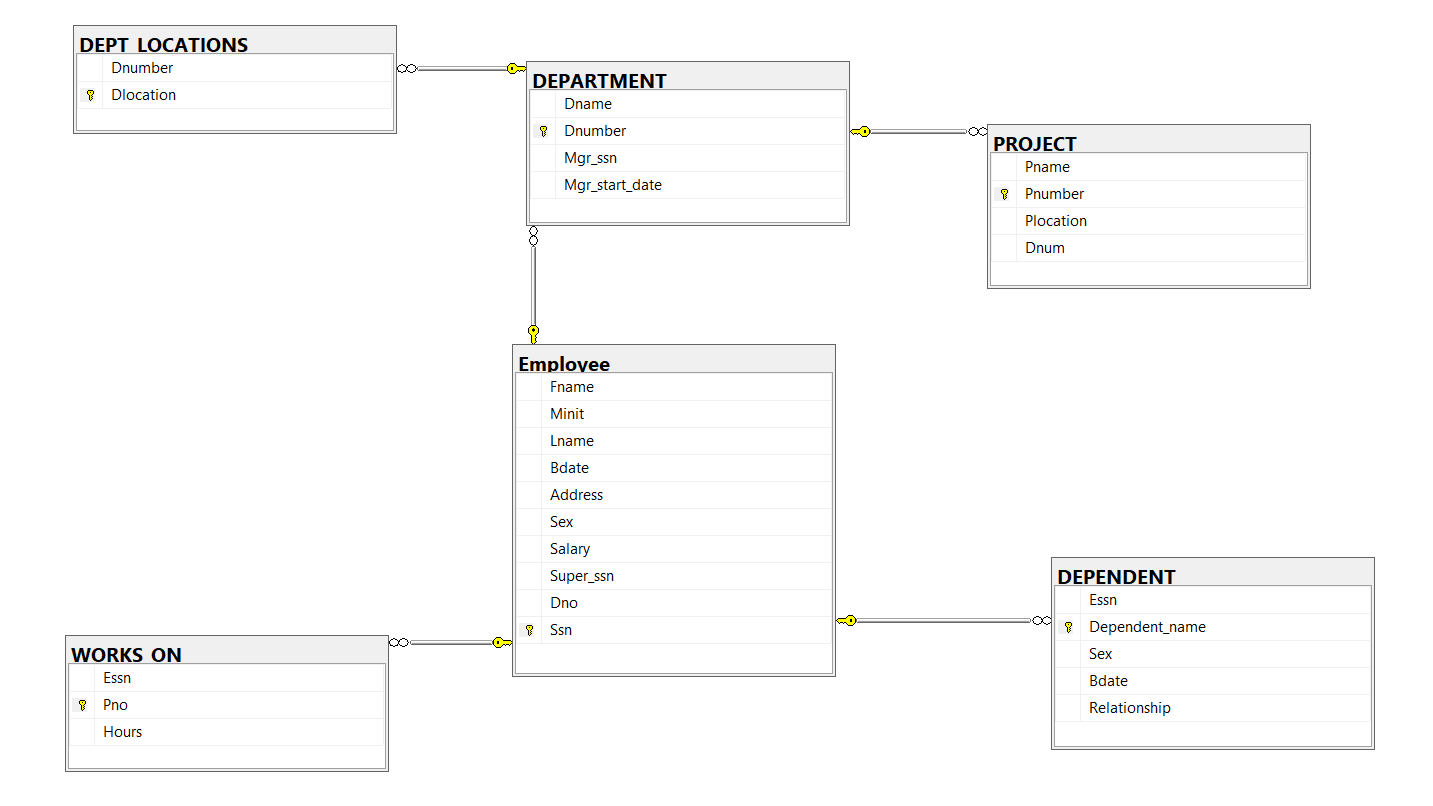 DEPT_LOCATIONS
Dnumber
Dlocation
DEPARTMENT
Dname
Dnumber
Mgr_ssn
Mgr_start_date
PROJECT
Pname
Pnumber
Plocation
Dnum
Employee
Fname
Minit
Lname
Bdate
Address
Sex
Salary
Super_ssn
Dno
Ssn
WORKS_ON
Essn
Pno
Hours
DEPENDENT
Essn
Dependent_name
Sex
Bdate
Relationship